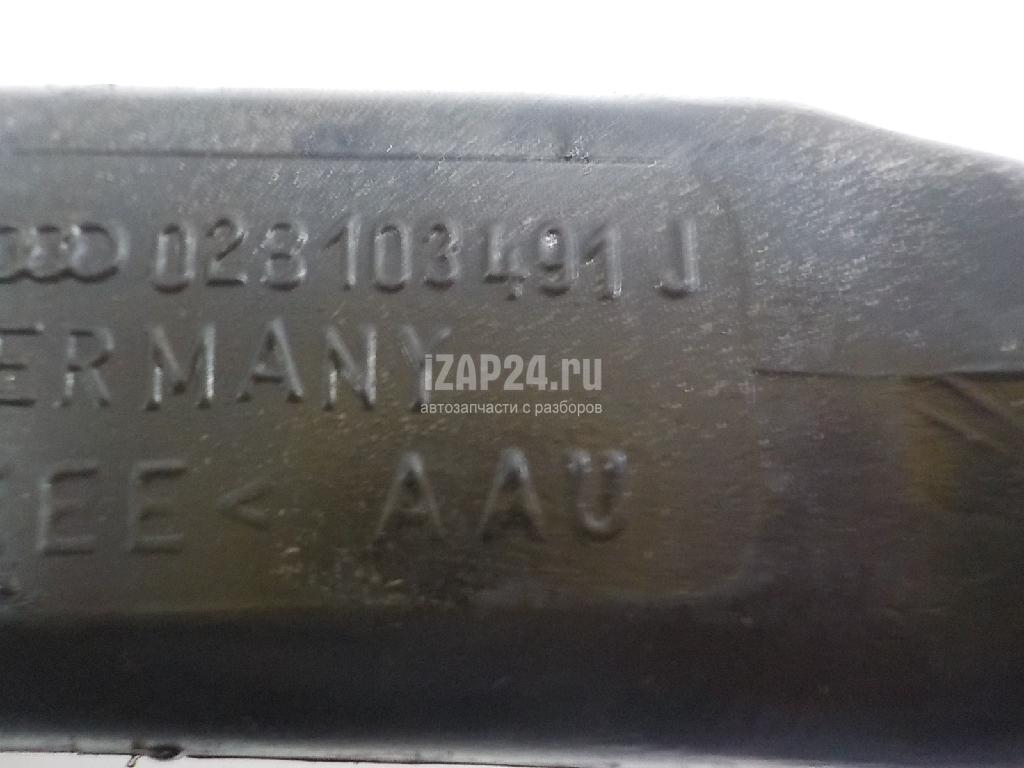 028 103 491 J
ERMANY
iZAP24.ru
автозапчасти с разборов
EE< AAU